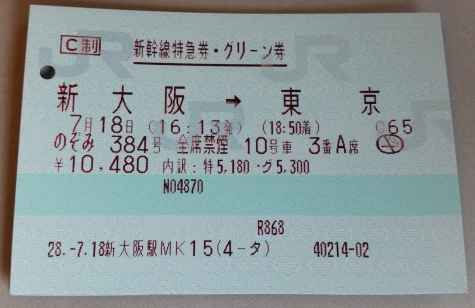 C制 新幹線特急券・グリーン券
新大阪 → 東京
7月18日 (16:13発) (18:50着) C65
のぞみ 384号 全席禁煙 10号車 3番A席
¥10,480 内訳:特5,180・グ5,300
N04870
R868
28.-7.18新大阪駅MK15(4-タ) 40214-02